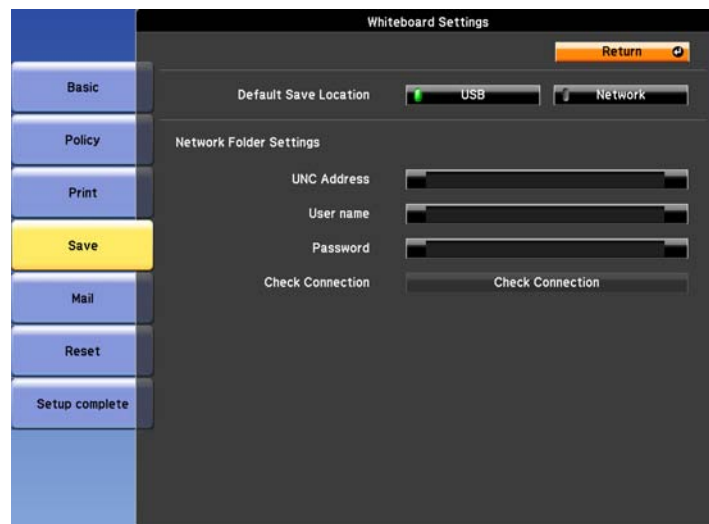 Whiteboard Settings
Return
Basic
Policy
Print
Save
Mail
Reset
Setup complete
Default Save Location USB Network
Network Folder Settings
UNC Address
User name
Password
Check Connection Check Connection